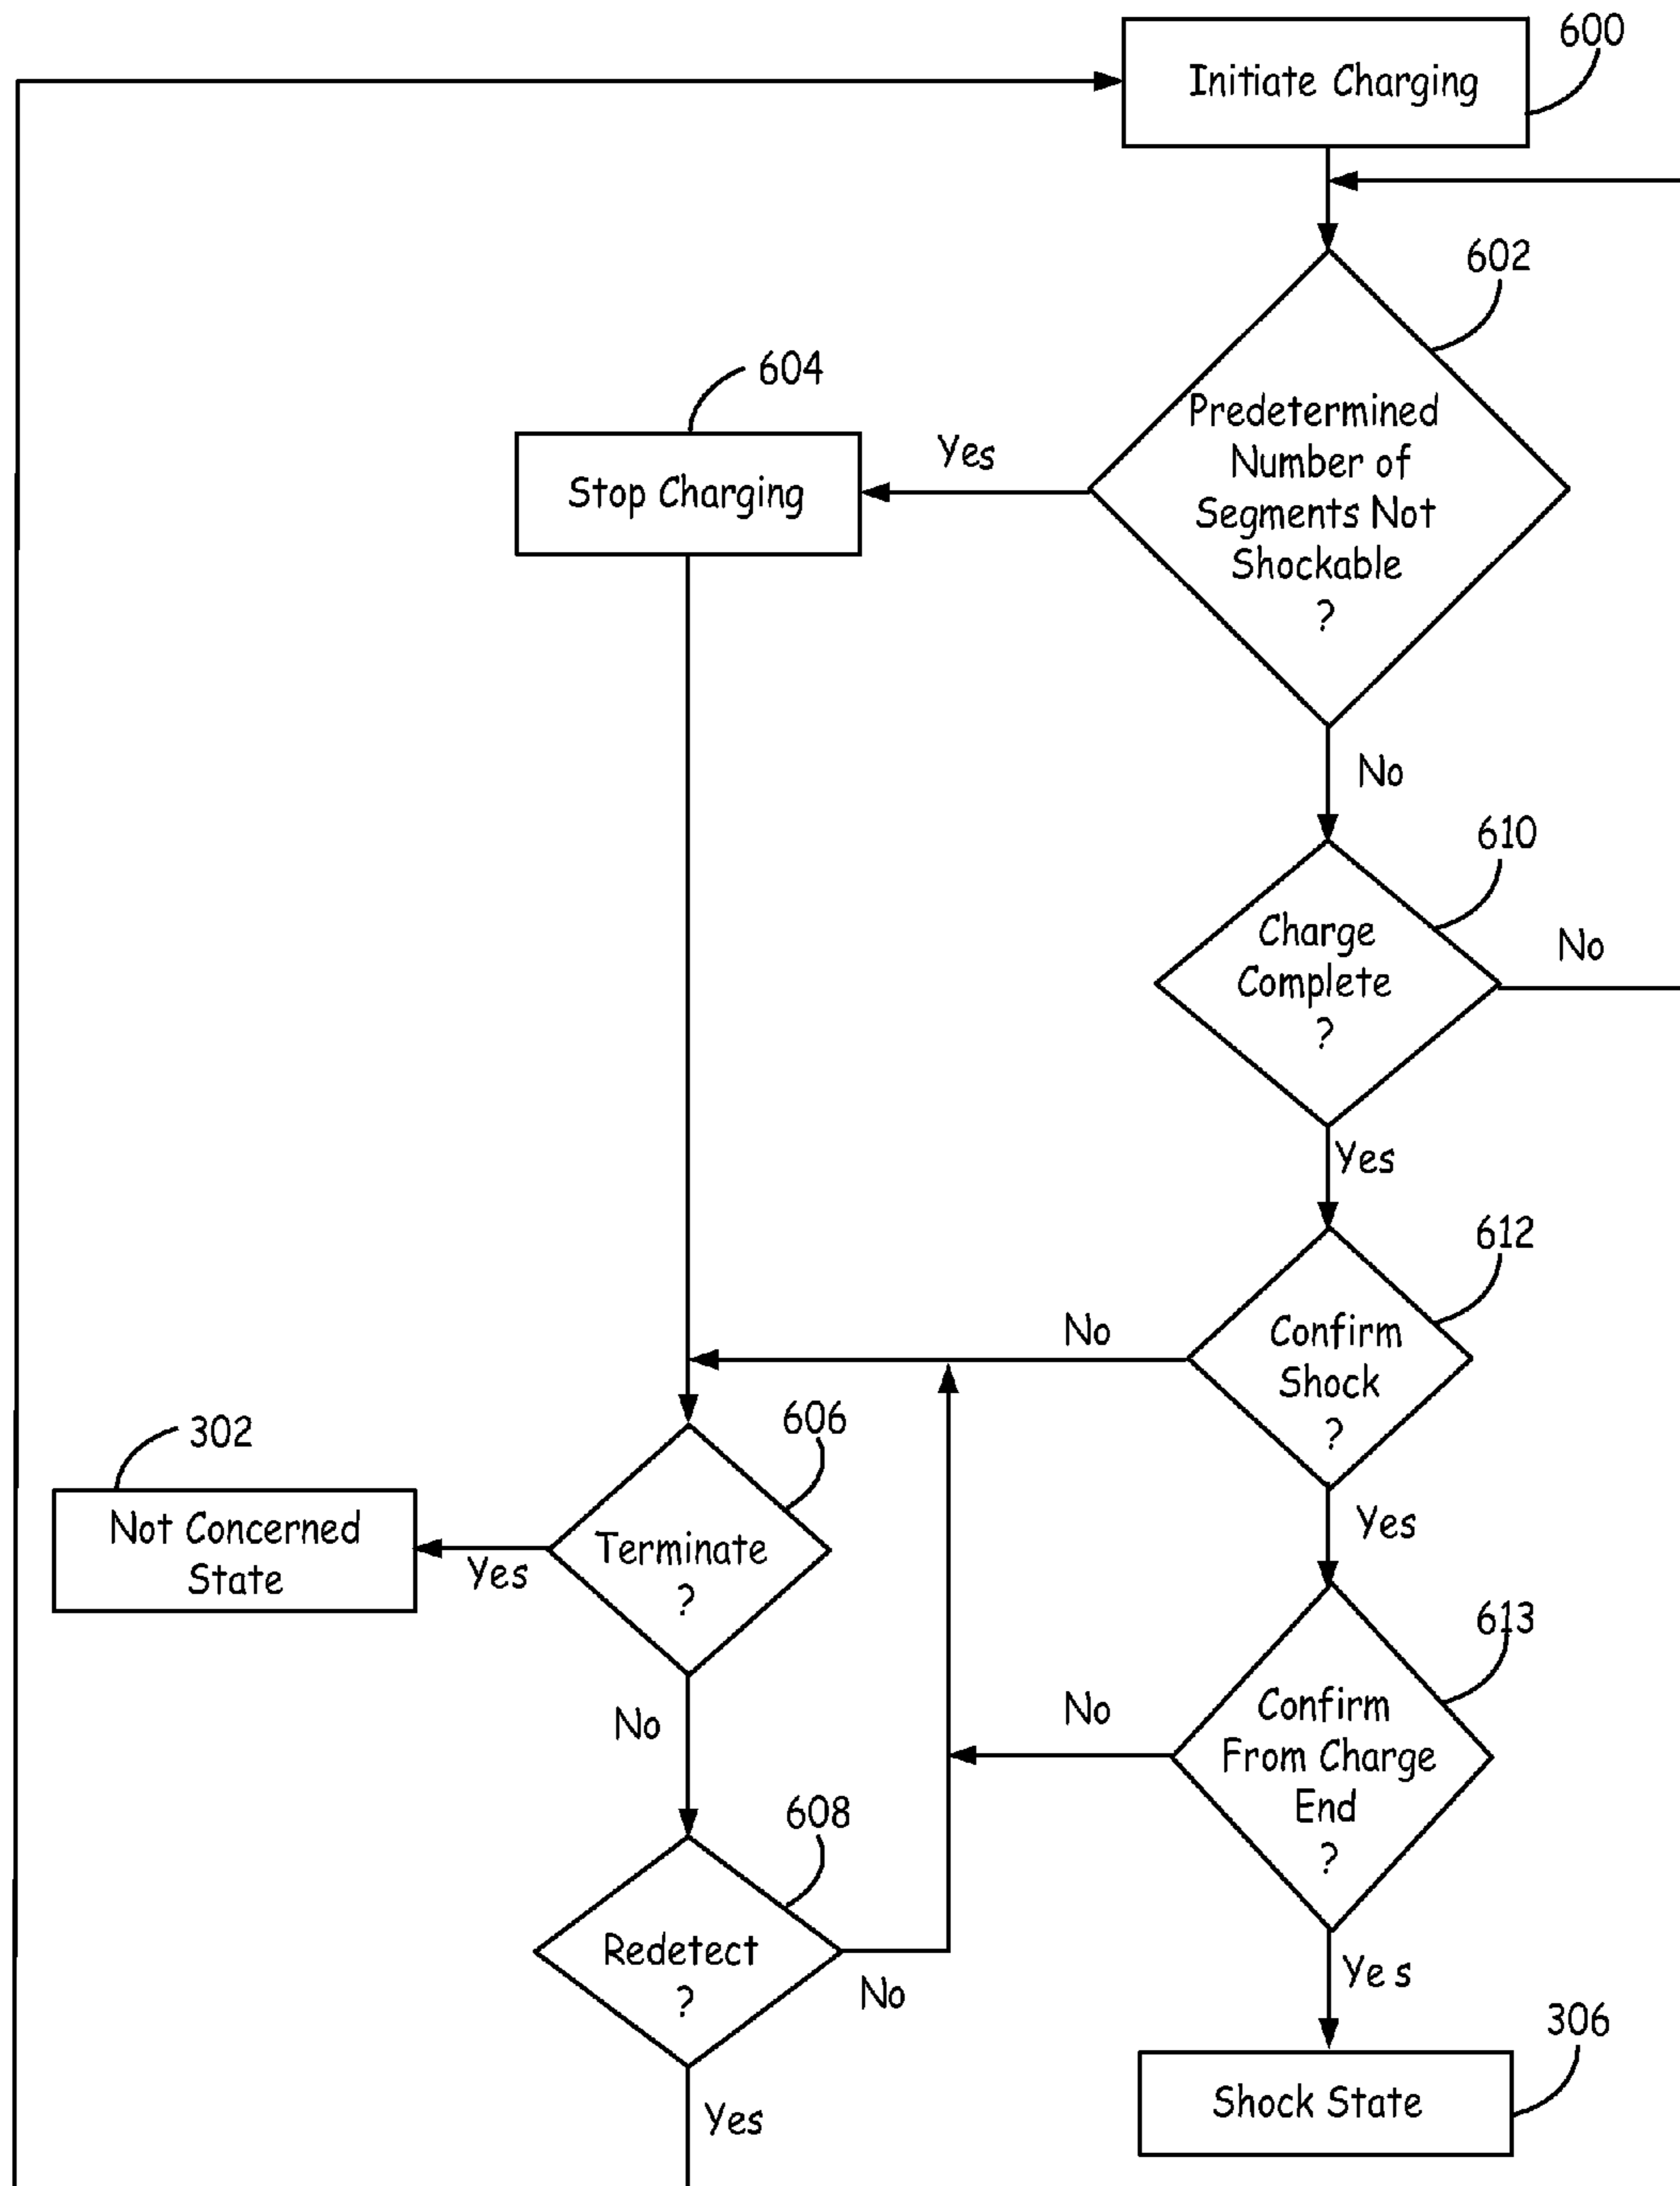 600
Initiate Charging
602
604
Predetermined
Number of
Segments Not
Shockable
?
Yes
Stop Charging
No
610
Charge
Complete
?
No
Yes
612
Confirm
Shock
?
No
302
606
Not Concerned
State
Yes
Terminate
?
Yes
613
No
No
Confirm
From Charge
End
?
608
Redetect
?
No
Yes
306
Shock State
Yes